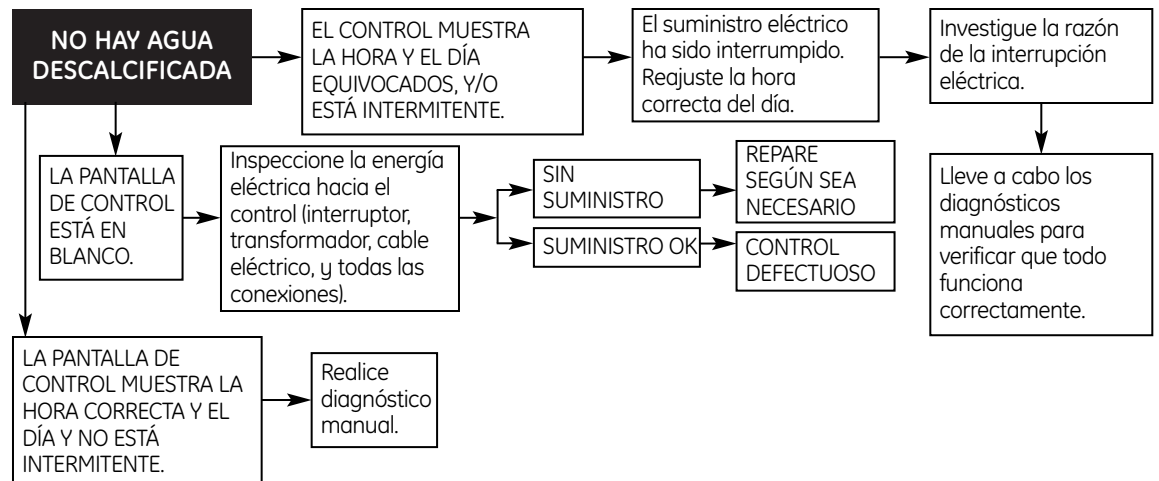 NO HAY AGUA
DESCALCIFICADA
EL CONTROL MUESTRA
LA HORA Y EL DÍA
EQUIVOCADOS, Y/O
ESTÁ INTERMITENTE.
El suministro eléctrico
ha sido interrumpido.
Reajuste la hora
correcta del día.
Investigue la razón
de la interrupción
eléctrica.
LA PANTALLA
DE CONTROL
ESTÁ EN
BLANCO.
Inspeccione la energía
eléctrica hacia el
control (interruptor,
transformador, cable
eléctrico, y todas las
conexiones).
SIN
SUMINISTRO
REPARE
SEGÚN SEA
NECESARIO
SUMINISTRO OK
CONTROL
DEFECTUOSO
Lleve a cabo los
diagnósticos
manuales para
verificar que todo
funciona
correctamente.
LA PANTALLA DE
CONTROL MUESTRA LA
HORA CORRECTA Y EL
DÍA Y NO ESTÁ
INTERMITENTE.
Realice
diagnóstico
manual.